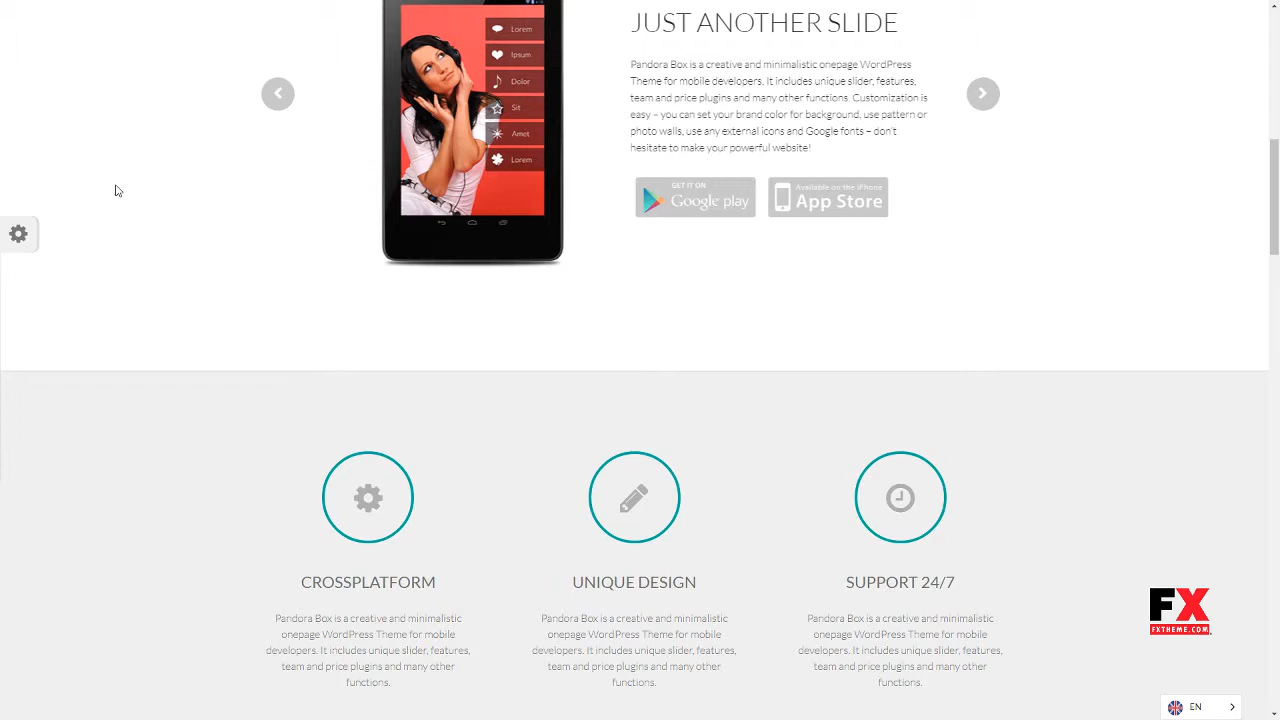 JUST ANOTHER SLIDE
Pandora Box is a creative and minimalistic onepage WordPress
Theme for mobile developers. It includes unique slider, features,
team and price plugins and many other functions. Customization is
easy – you can set your brand color for background, use pattern or
photo walls, use any external icons and Google fonts – don't
hesitate to make your powerful website!
GET IT ON
Google play
Available on the iPhone
App Store
Lorem
Ipsum
Dolor
Sit
Amet
Lorem
CROSSPLATFORM
Pandora Box is a creative and minimalistic
onepage WordPress Theme for mobile
developers. It includes unique slider, features,
team and price plugins and many other
functions.
UNIQUE DESIGN
Pandora Box is a creative and minimalistic
onepage WordPress Theme for mobile
developers. It includes unique slider, features,
team and price plugins and many other
functions.
SUPPORT 24/7
Pandora Box is a creative and minimalistic
onepage WordPress Theme for mobile
developers. It includes unique slider, features,
team and price plugins and many other
functions.
FX
FXTHEME.COM
EN